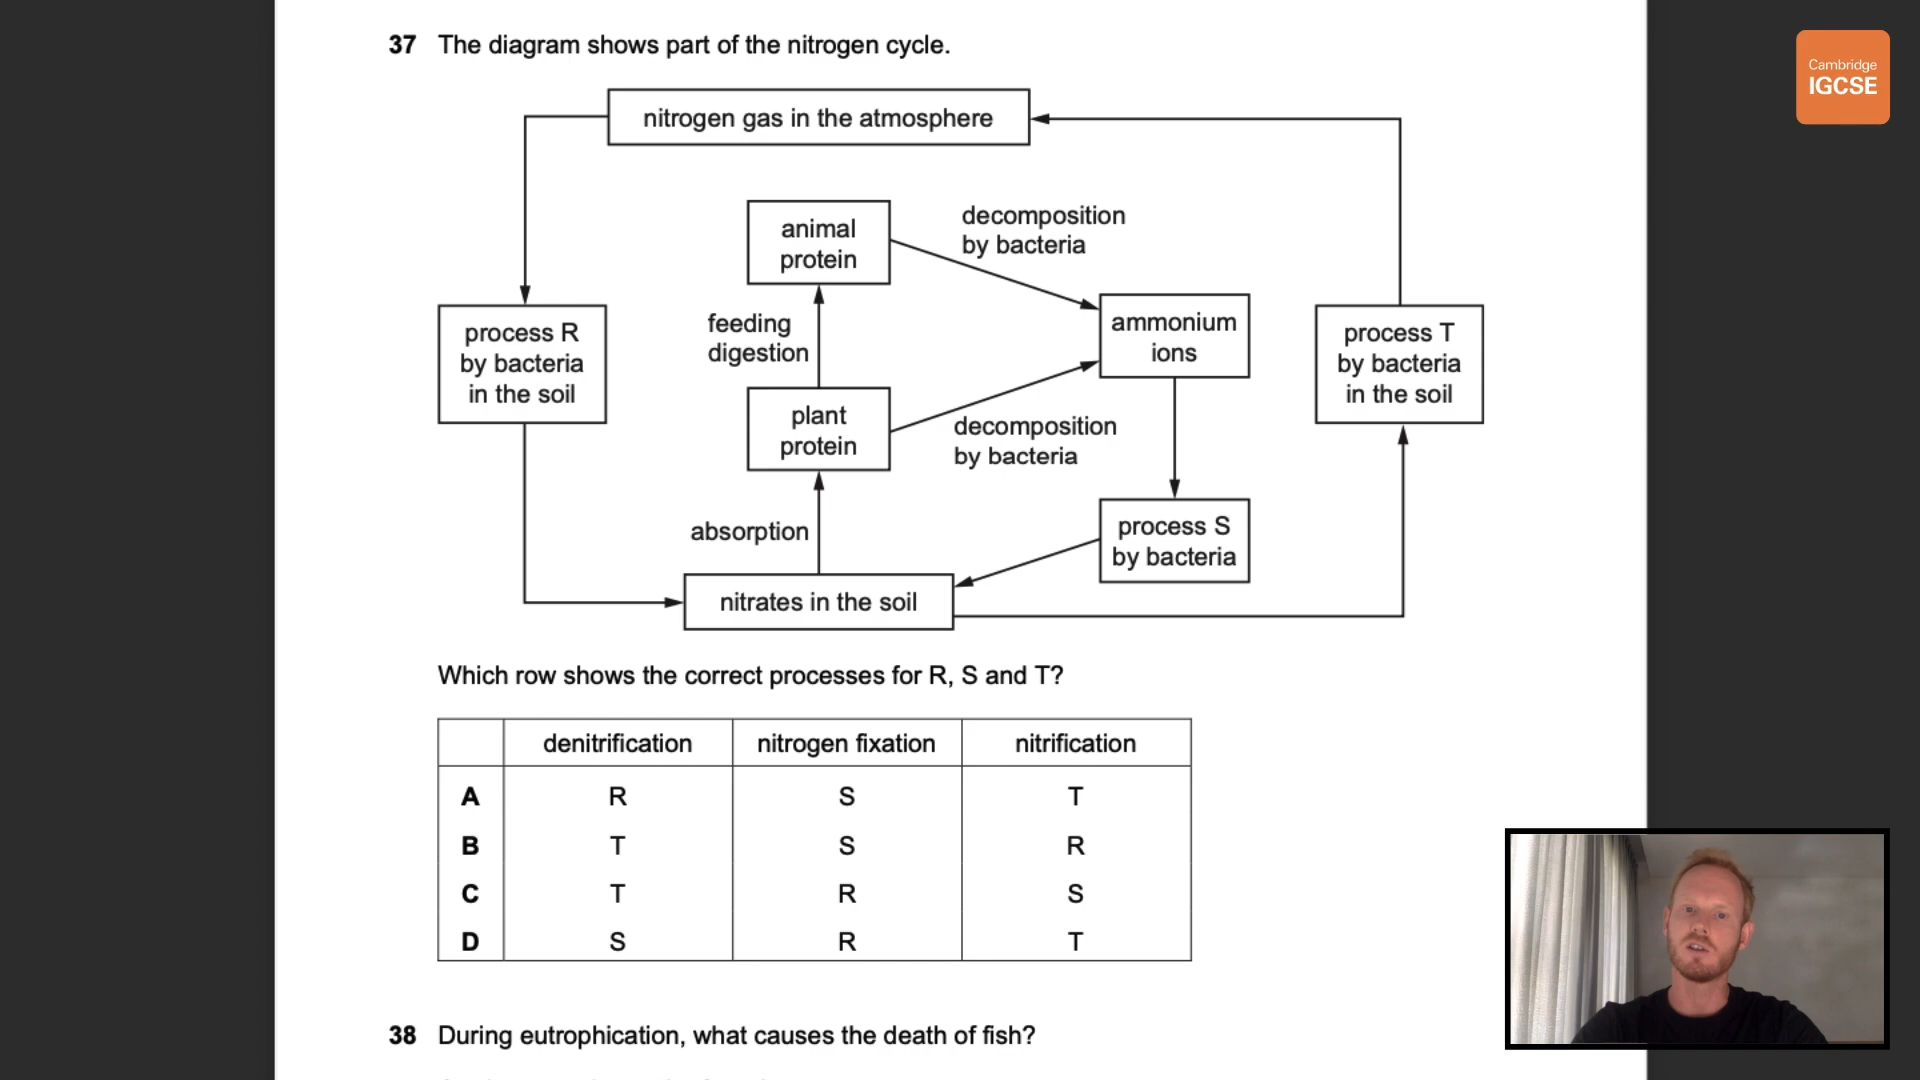 37 The diagram shows part of the nitrogen cycle.
Cambridge
IGCSE
nitrogen gas in the atmosphere
animal
protein
decomposition
by bacteria
feeding
digestion
process R
by bacteria
in the soil
ammonium
ions
process T
by bacteria
in the soil
plant
protein
decomposition
by bacteria
absorption
process S
by bacteria
nitrates in the soil
Which row shows the correct processes for R, S and T?
denitrification nitrogen fixation nitrification
A R S T
B T S R
C T R S
D S R T
38 During eutrophication, what causes the death of fish?